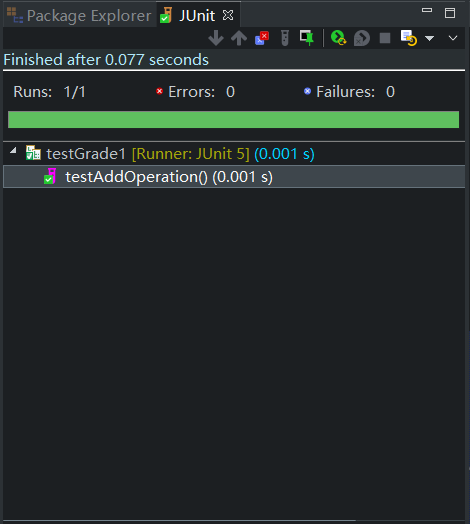 Package Explorer JUnit
Finished after 0.077 seconds
Runs: 1/1 Errors: 0 Failures: 0
testGrade1 [Runner: JUnit 5] (0.001 s)
testAddOperation() (0.001 s)